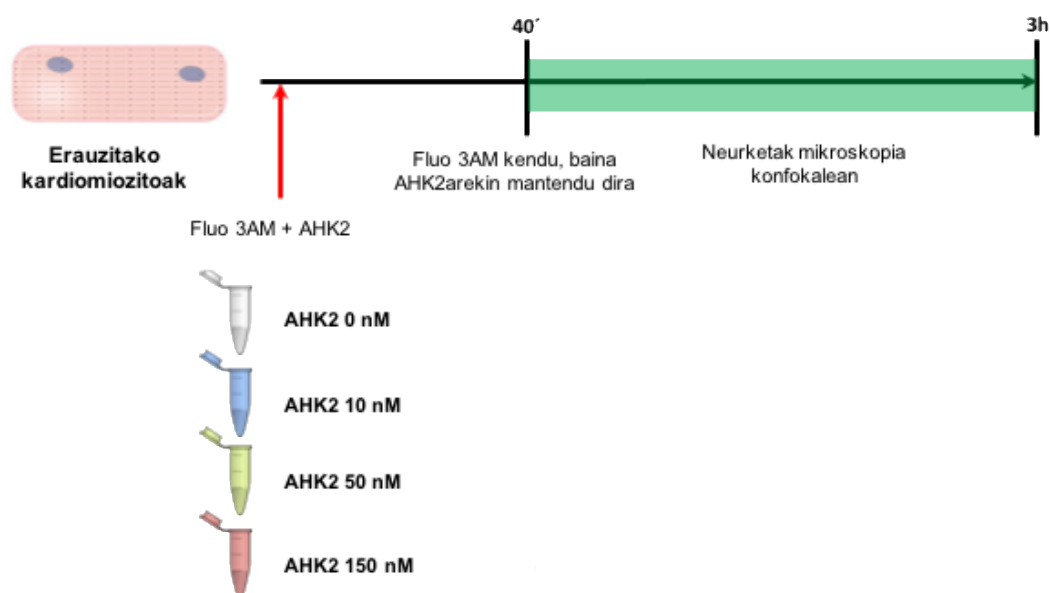 40´
3h
Erauzitako
kardiomiozitoak
Fluo 3AM kendu, baina
AHK2arekin mantendu dira
Neurketak mikroskopia
konfokalean
Fluo 3AM + AHK2
AHK2 0 nM
AHK2 10 nM
AHK2 50 nM
AHK2 150 nM